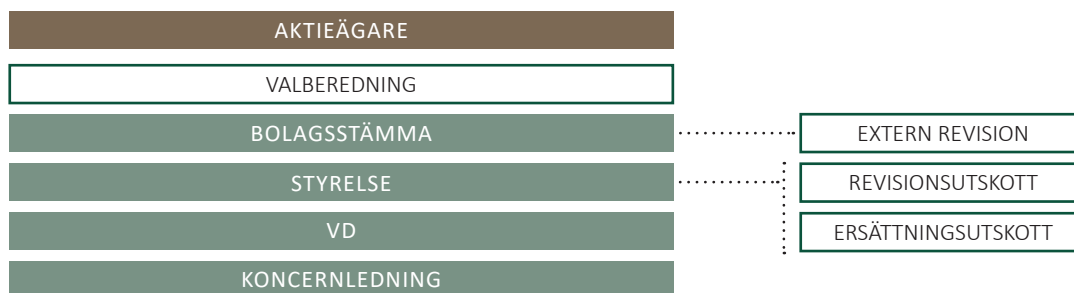 AKTIEÄGARE
VALBEREDNING
BOLAGSSTÄMMA
EXTERN REVISION
STYRELSE
REVISIONSUTSKOTT
VD
ERSÄTTNINGSUTSKOTT
KONCERNLEDNING